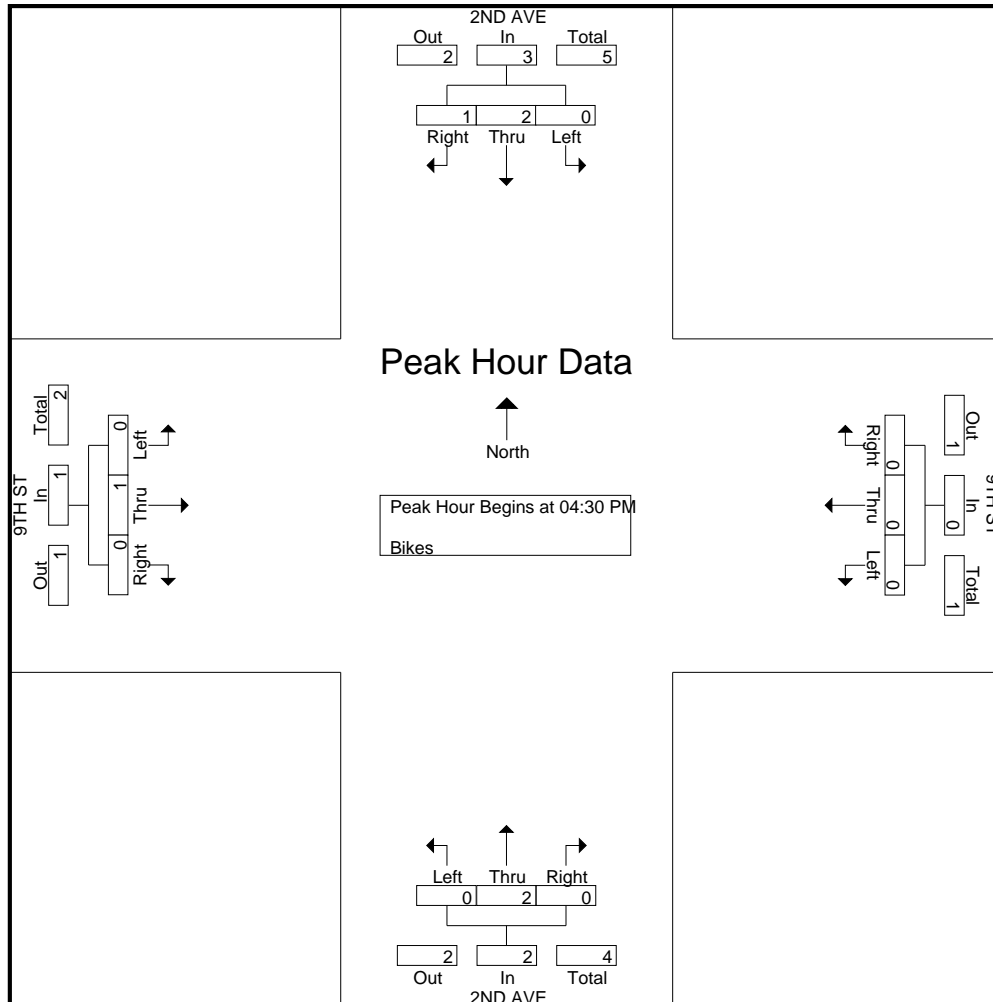 2ND AVE
Out In Total
2 3 5
1 2 0
Right Thru Left
Peak Hour Data
North
Peak Hour Begins at 04:30 PM
Bikes
9TH ST
Total In Out
2 1 1
0 1 0
Left Thru Right
Right Thru Left
0 0 0
Out In Total
1 0 1
9TH ST
Left Thru Right
0 2 0
2 2 4
Out In Total
2ND AVE